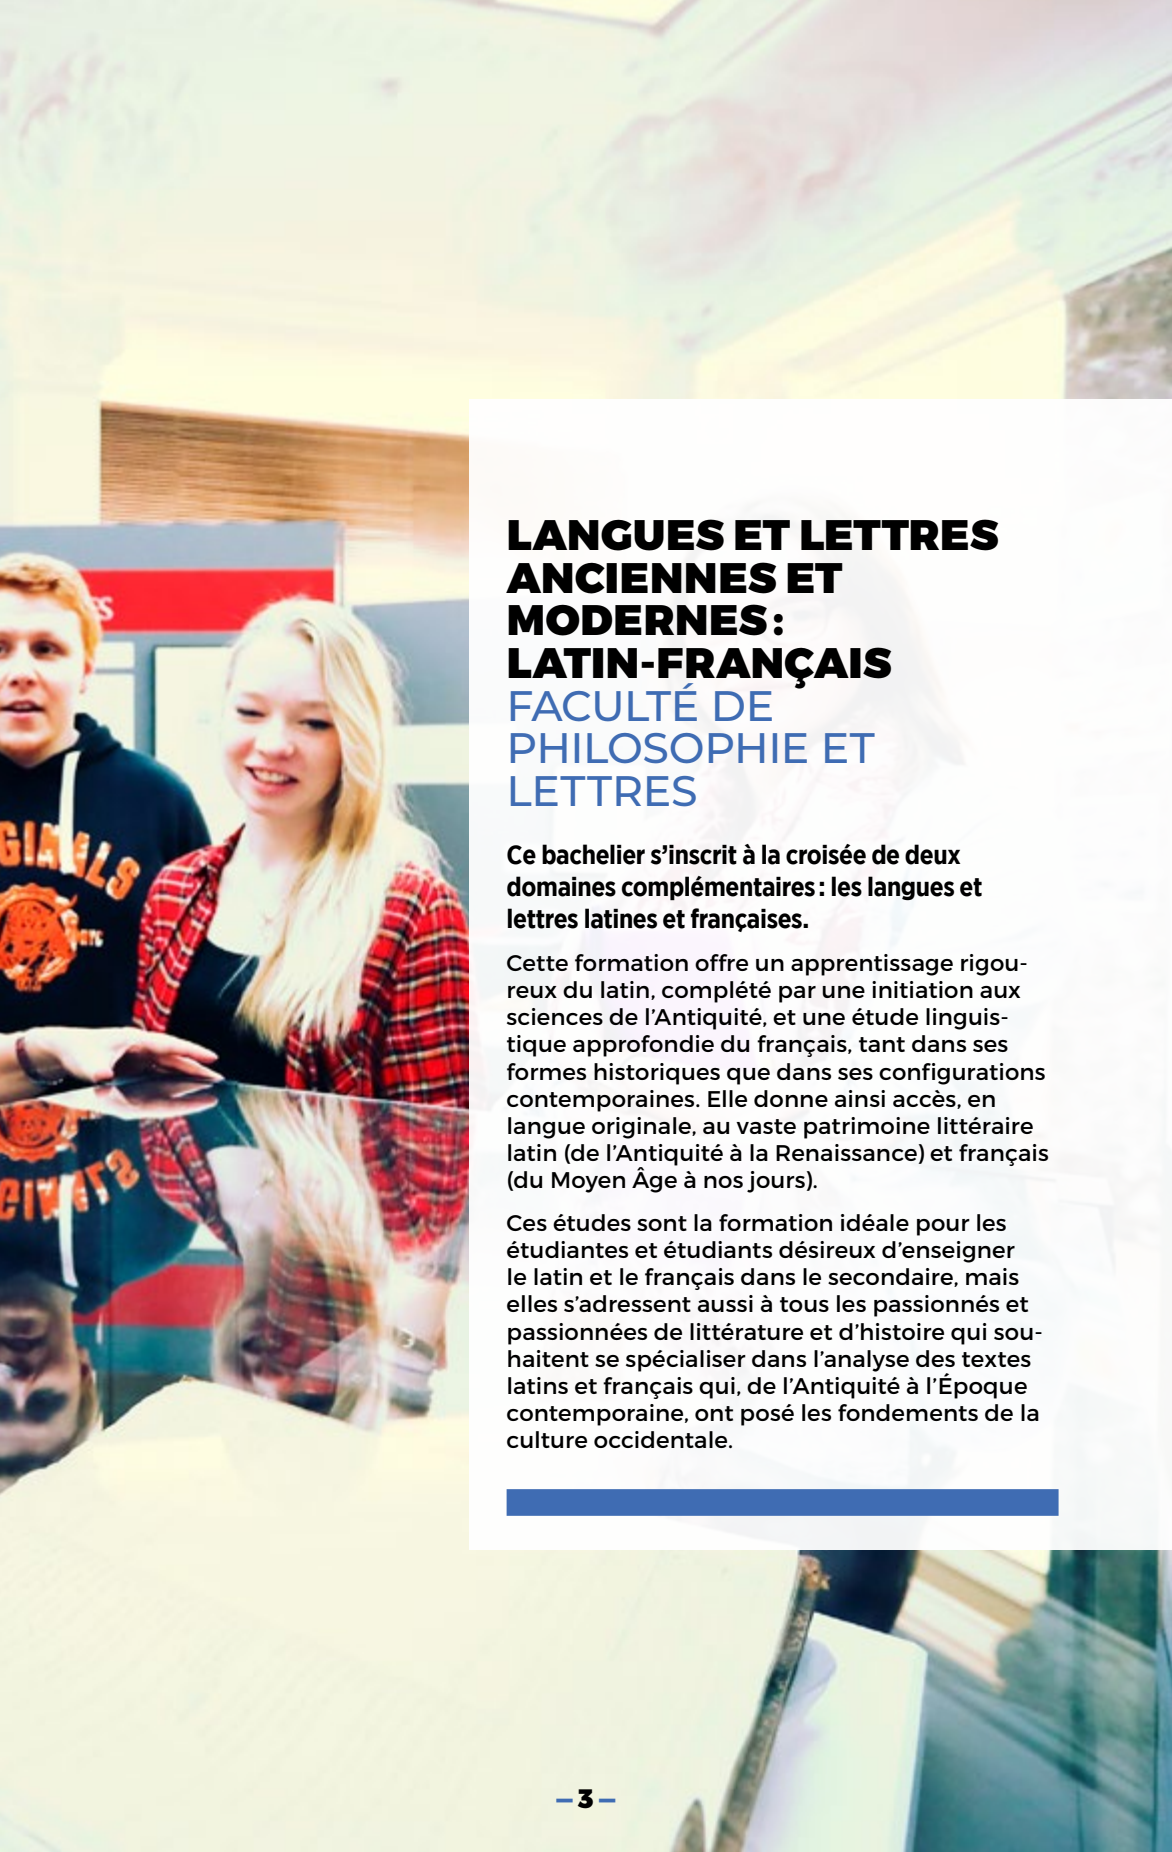 LANGUES ET LETTRES
ANCIENNES ET
MODERNES :
LATIN-FRANÇAIS
FACULTÉ DE
PHILOSOPHIE ET
LETTRES
Ce bachelier s’inscrit à la croisée de deux
domaines complémentaires : les langues et
lettres latines et françaises.
Cette formation offre un apprentissage rigou-
reux du latin, complété par une initiation aux
sciences de l’Antiquité, et une étude linguis-
tique approfondie du français, tant dans ses
formes historiques que dans ses configurations
contemporaines. Elle donne ainsi accès, en
langue originale, au vaste patrimoine littéraire
latin (de l’Antiquité à la Renaissance) et français
(du Moyen Âge à nos jours).
Ces études sont la formation idéale pour les
étudiantes et étudiants désireux d’enseigner
le latin et le français dans le secondaire, mais
elles s’adressent aussi à tous les passionnés et
passionnées de littérature et d’histoire qui sou-
haitent se spécialiser dans l’analyse des textes
latins et français qui, de l’Antiquité à l’Époque
contemporaine, ont posé les fondements de la
culture occidentale.
– 3 –